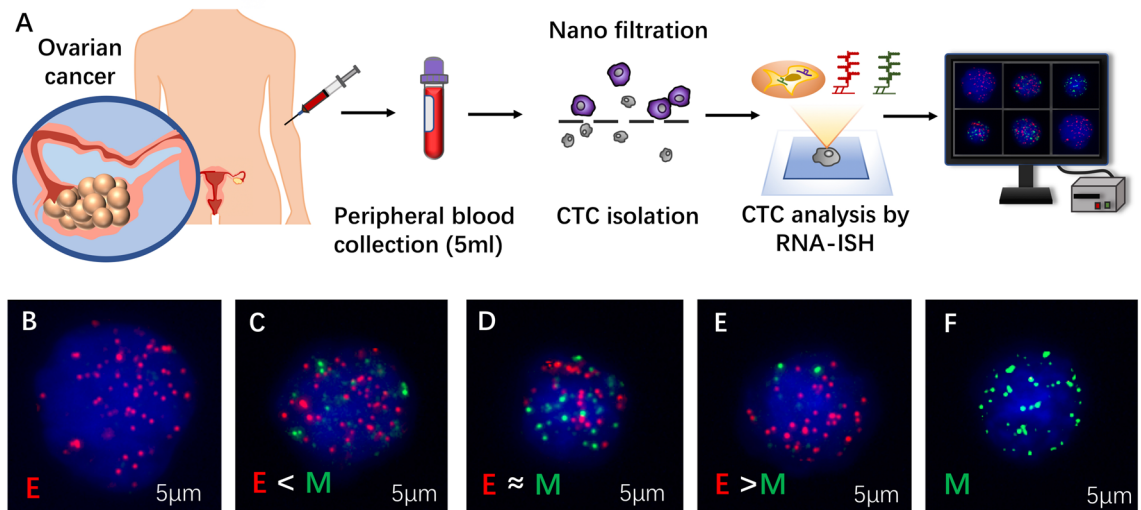 A
Ovarian
cancer
Nano filtration
Peripheral blood
collection (5ml)
CTC isolation
CTC analysis by
RNA-ISH
B
E
5μm
C
E < M
5μm
D
E ≈ M
5μm
E
E >M
5μm
F
M
5μm